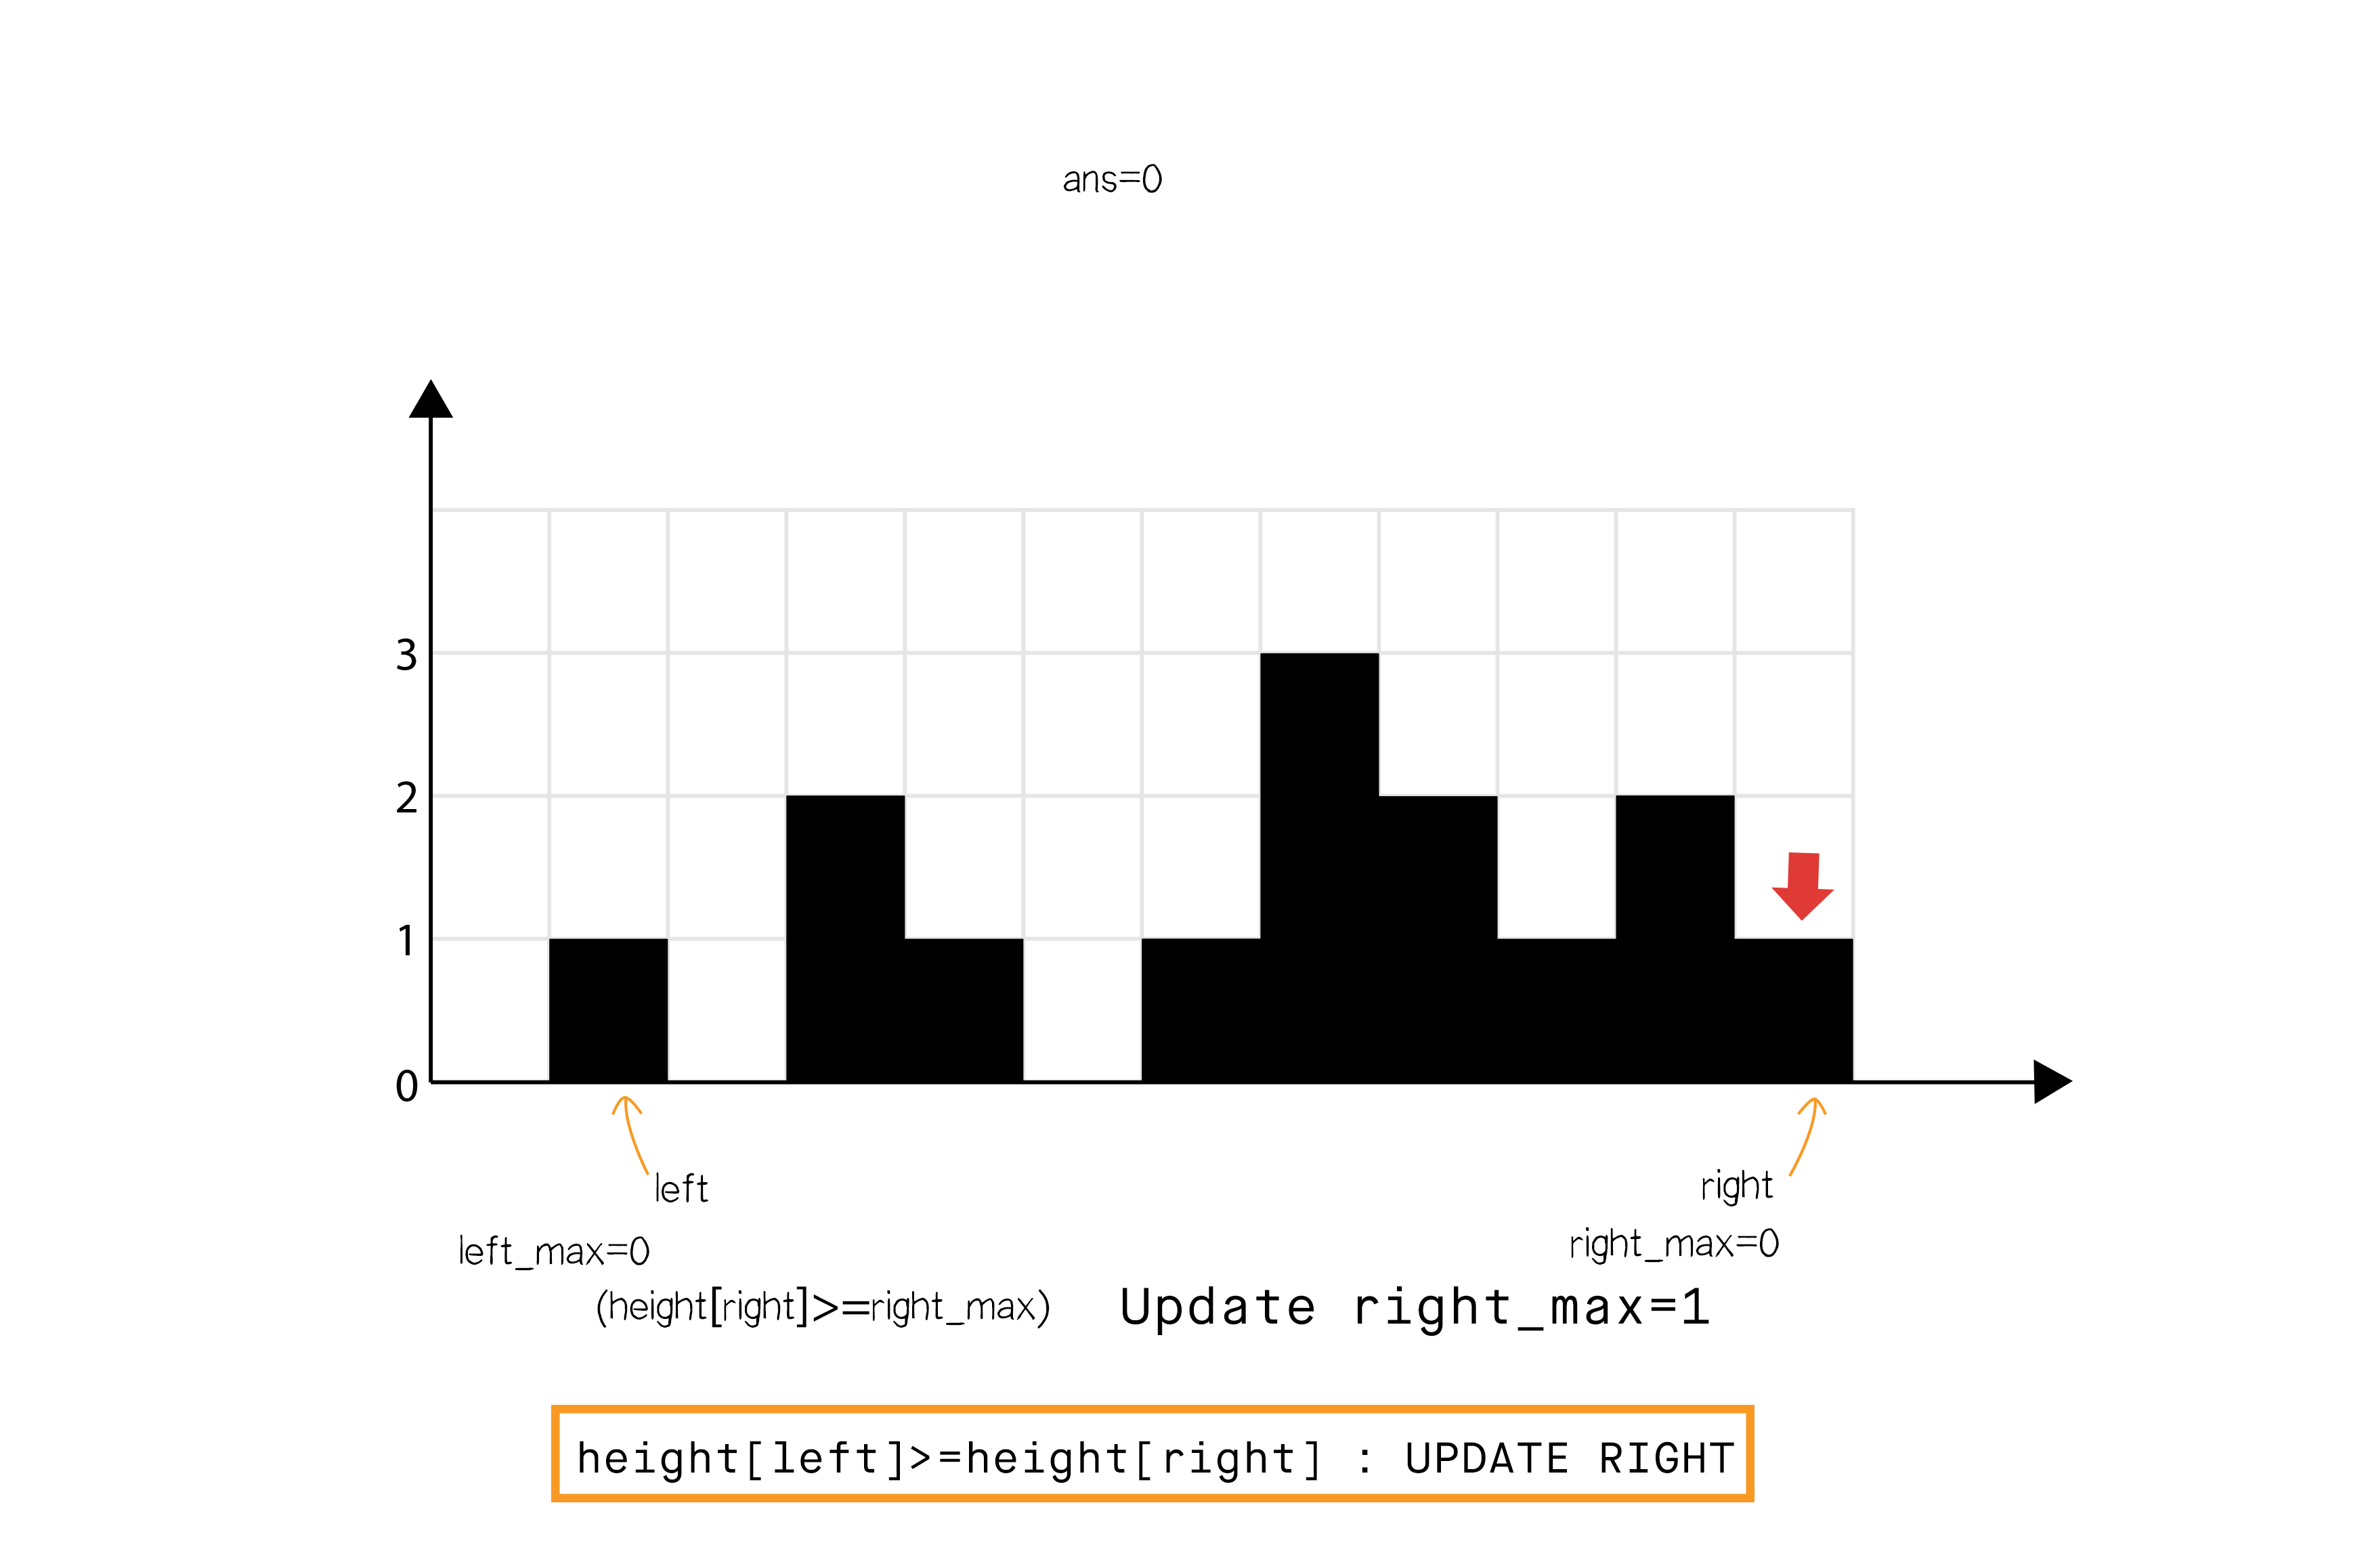 ans=0
3
2
1
0
left
right
left_max=0
right_max=0
(height[right]>=right_max) Update right_max=1
height[left]>=height[right] : UPDATE RIGHT